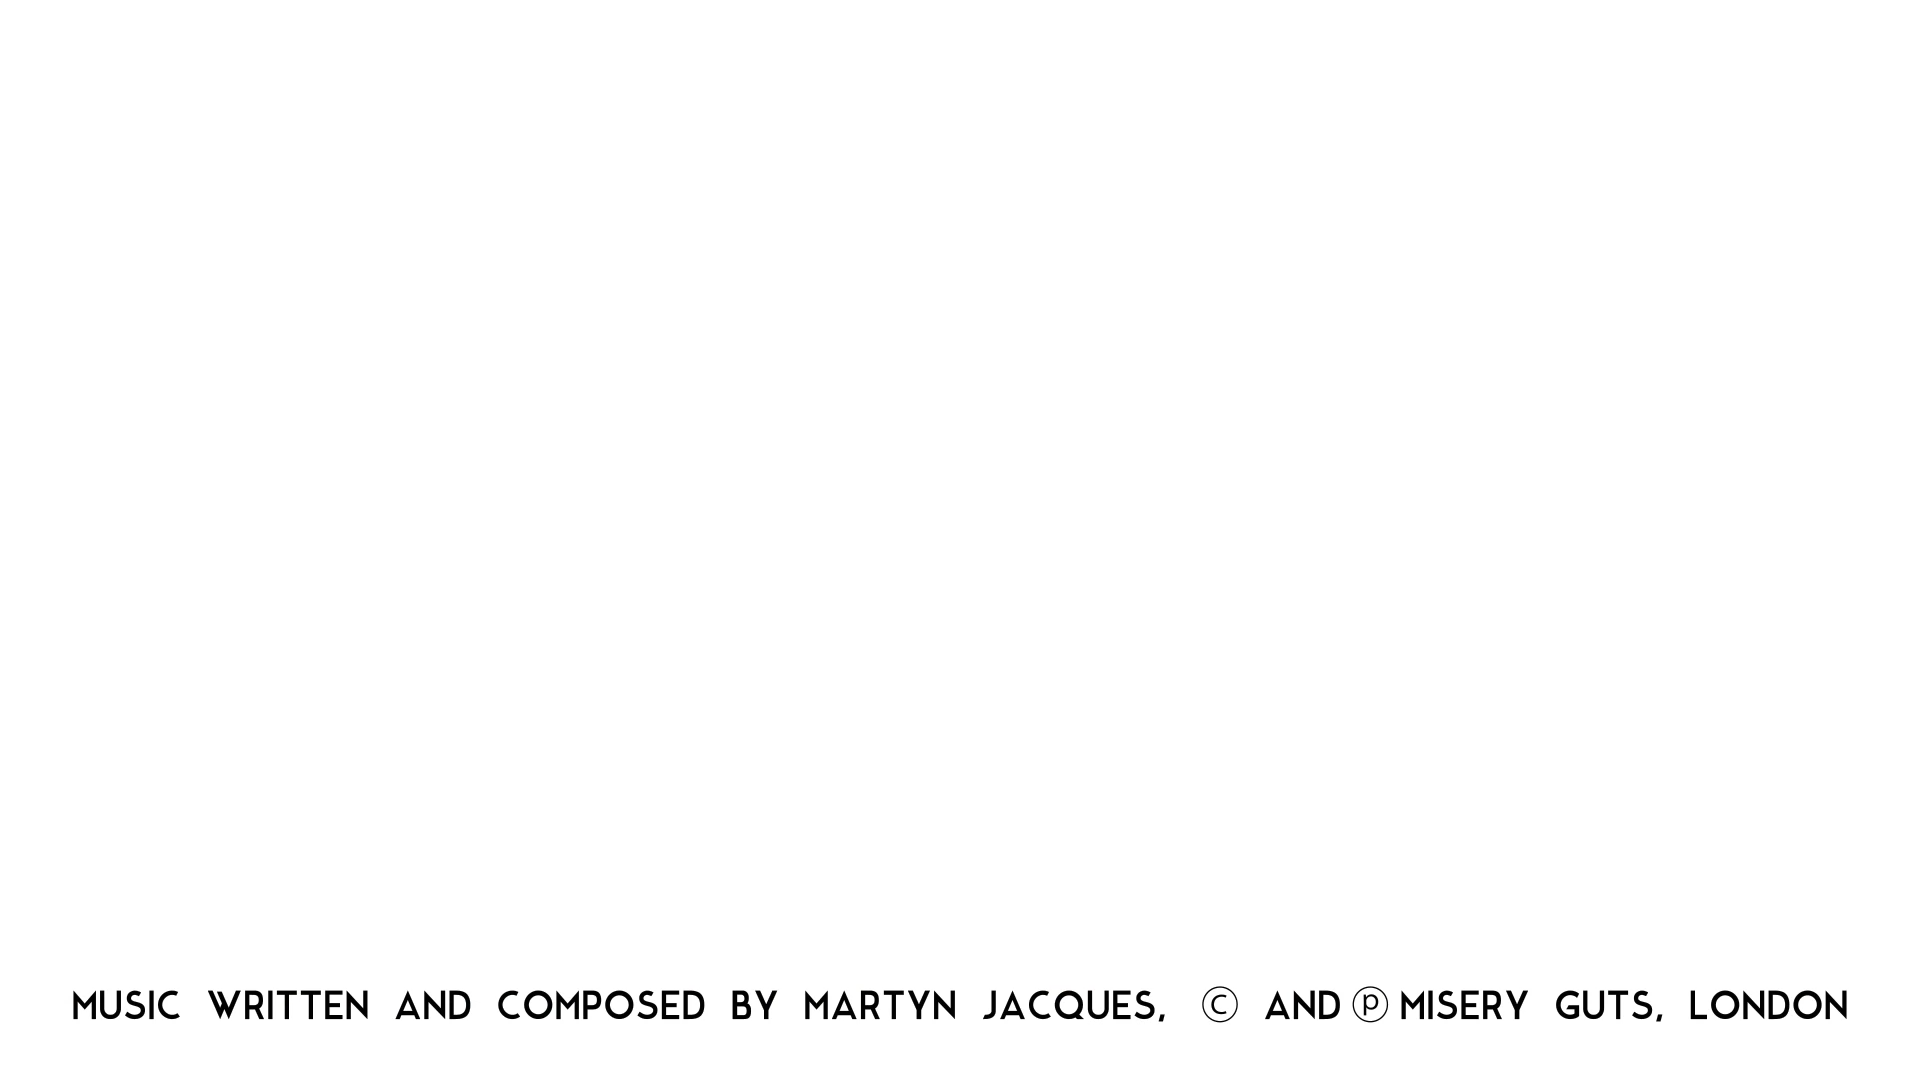 MUSIC WRITTEN AND COMPOSED BY MARTYN JACQUES, © AND ℗ MISERY GUTS, LONDON